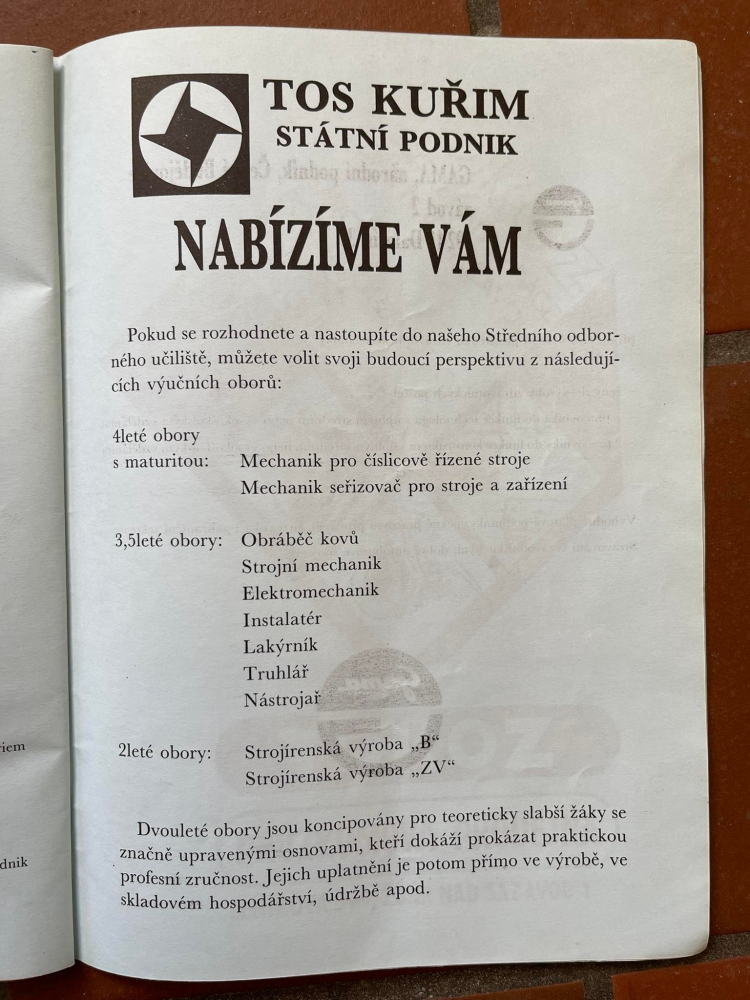 TOS KUŘIM
STÁTNÍ PODNIK
NABÍZÍME VÁM
Pokud se rozhodnete a nastoupíte do našeho Středního odbor-
ného učiliště, můžete volit svoji budoucí perspektivu z následují-
cích výučních oborů:
4leté obory
s maturitou: Mechanik pro číslicově řízené stroje
Mechanik seřizovač pro stroje a zařízení
3,5leté obory: Obráběč kovů
Strojní mechanik
Elektromechanik
Instalatér
Lakýrník
Truhlář
Nástrojař
2leté obory: Strojírenská výroba „B“
Strojírenská výroba „ZV“
Dvouleté obory jsou koncipovány pro teoreticky slabší žáky se
značně upravenými osnovami, kteří dokáží prokázat praktickou
profesní zručnost. Jejich uplatnění je potom přímo ve výrobě, ve
skladovém hospodářství, údržbě apod.